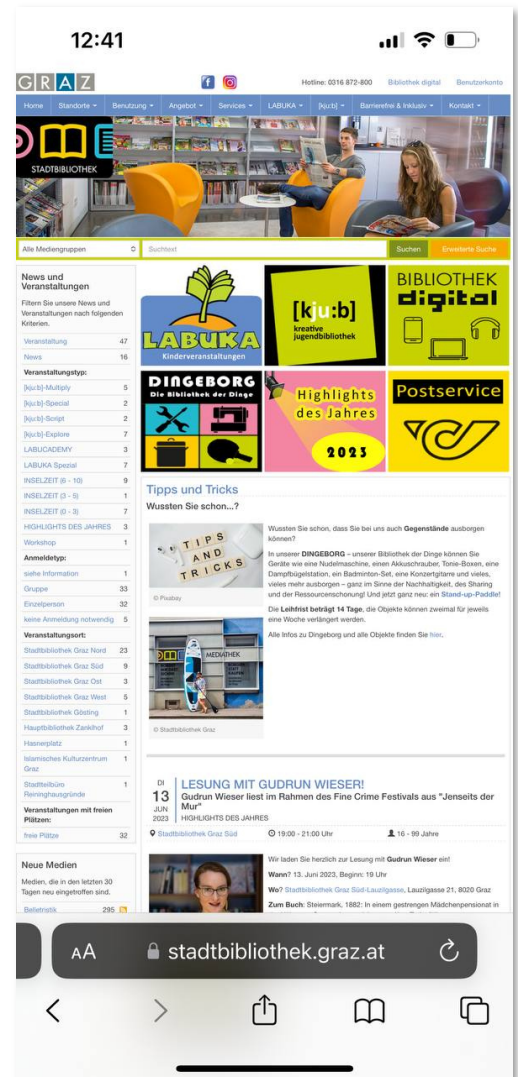 12:41
GRAZ
Hotline: 0316 872-800 Bibliothek digital Benutzerkonto
Home Standorte Benutzung Angebot Services LABUKA [kju:b] Barrierefrei & Inklusiv Kontakt
STADTBIBLIOTHEK
Alle Mediengruppen Suchtext Suchen Erweiterte Suche
News und
Veranstaltungen
Filtern Sie unsere News und
Veranstaltungen nach folgenden
Kriterien.
Veranstaltung 47
News 16
Veranstaltungstyp:
[kju:b]-Multiply 5
[kju:b]-Special 2
[kju:b]-Script 2
[kju:b]-Explore 7
LABUCADEMY 3
LABUKA Spezial 7
INSELZEIT (6 - 10) 9
INSELZEIT (3 - 5) 1
INSELZEIT (0 - 3) 7
HIGHLIGHTS DES JAHRES 3
Workshop 1
Anmeldetyp:
siehe Information 1
Gruppe 33
Einzelperson 32
keine Anmeldung notwendig 5
Veranstaltungsort:
Stadtbibliothek Graz Nord 23
Stadtbibliothek Graz Süd 9
Stadtbibliothek Graz Ost 3
Stadtbibliothek Graz West 5
Stadtbibliothek Gösting 1
Hauptbibliothek Zanklhof 3
Hasnerplatz 1
Islamisches Kulturzentrum 1
Graz
Stadtteilbüro 1
Reininghausgründe
Veranstaltungen mit freien
Plätzen:
freie Plätze 32
Neue Medien
Medien, die in den letzten 30
Tagen neu eingetroffen sind.
Belletristik 295
LABUKA
Kinderveranstaltungen
[kju:b]
kreative
jugendbibliothek
BIBLIOTHEK
digital
DINGEBORG
Die Bibliothek der Dinge
Highlights
des Jahres
2023
Postservice
Tipps und Tricks
Wussten Sie schon...?
TIPS
AND
TRICKS
© Pixabay
MEDIATHEK
© Stadtbibliothek Graz
Wussten Sie schon, dass Sie bei uns auch Gegenstände ausborgen
können?
In unserer DINGEBORG – unserer Bibliothek der Dinge können Sie
Geräte wie eine Nudelmaschine, einen Akkuschrauber, Tonie-Boxen, eine
Dampfbügelstation, ein Badminton-Set, eine Konzertgitarre und vieles,
vieles mehr ausborgen – ganz im Sinne der Nachhaltigkeit, des Sharing
und der Ressourcenschonung! Und jetzt ganz neu: ein Stand-up-Paddle!
Die Leihfrist beträgt 14 Tage, die Objekte können zweimal für jeweils
eine Woche verlängert werden.
Alle Infos zu Dingeborg und alle Objekte finden Sie hier.
DI
13
JUN
2023
LESUNG MIT GUDRUN WIESER!
Gudrun Wieser liest im Rahmen des Fine Crime Festivals aus "Jenseits der
Mur"
HIGHLIGHTS DES JAHRES
Stadtbibliothek Graz Süd 19:00 - 21:00 Uhr 16 - 99 Jahre
Wir laden Sie herzlich zur Lesung mit Gudrun Wieser ein!
Wann? 13. Juni 2023, Beginn: 19 Uhr
Wo? Stadtbibliothek Graz Süd-Lauzilgasse, Lauzilgasse 21, 8020 Graz
Zum Buch: Steiermark, 1882: In einem gestrengen Mädchenpensionat in
AA stadtbibliothek.graz.at